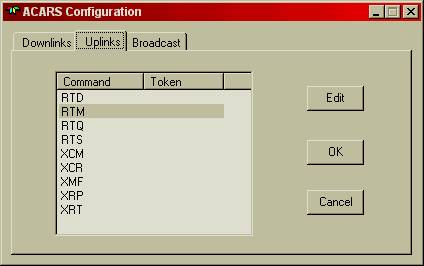 ACARS Configuration
Downlinks Uplinks Broadcast
Command Token
RTD
RTM
RTQ
RTS
XCM
XCR
XMF
XRP
XRT
Edit
OK
Cancel